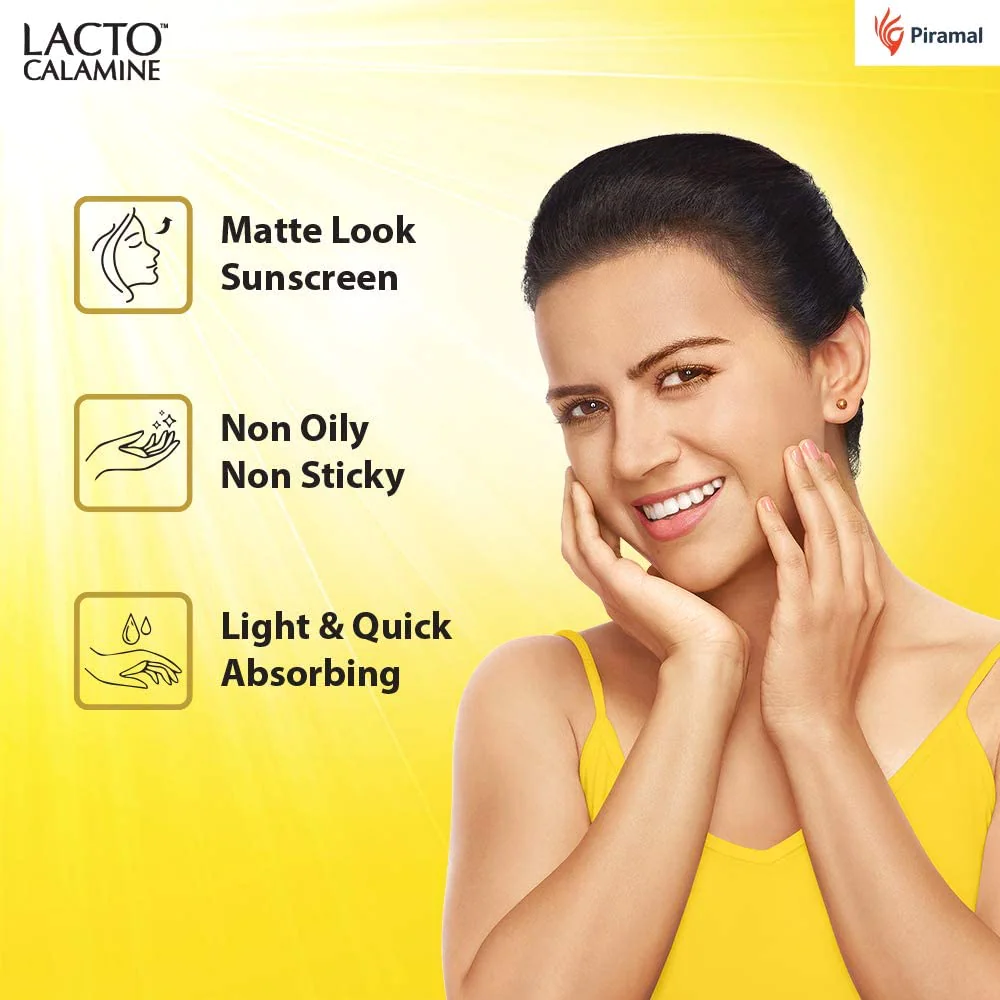 LACTO™
CALAMINE
Piramal
Matte Look
Sunscreen
Non Oily
Non Sticky
Light & Quick
Absorbing